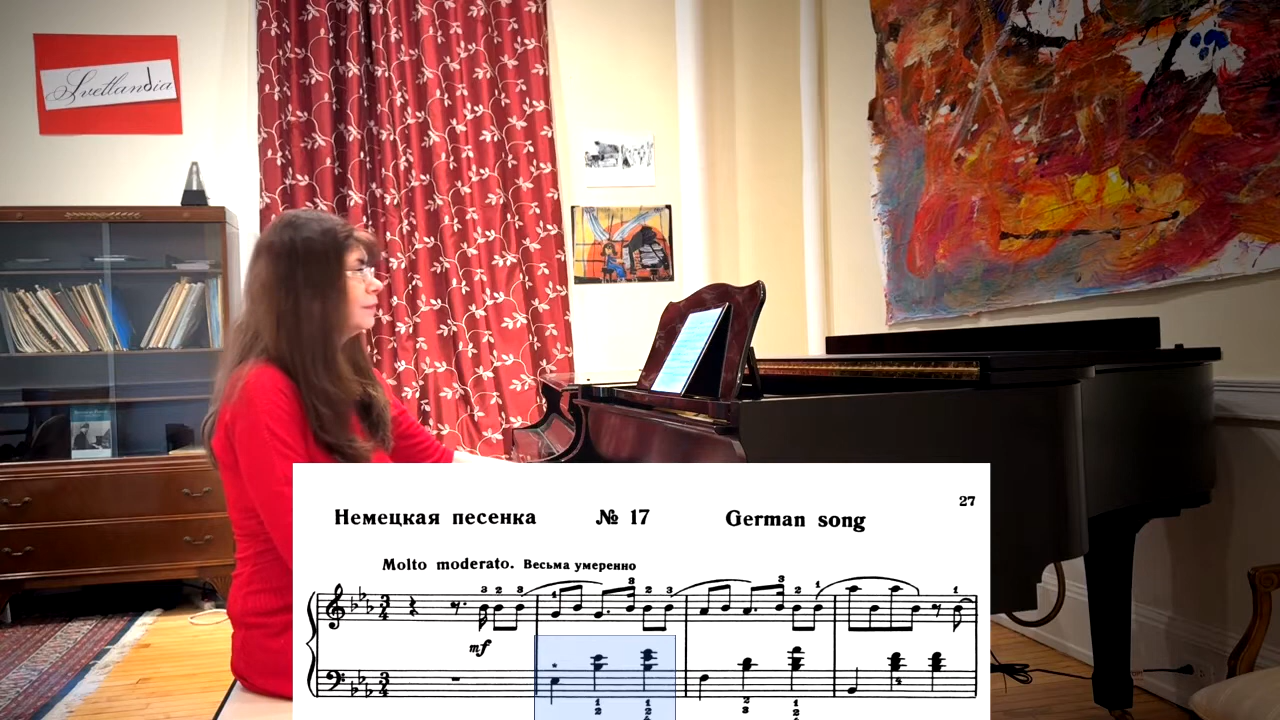 Svetlandia
27
Немецкая песенка № 17 German song
Molto moderato. Весьма умеренно
mf